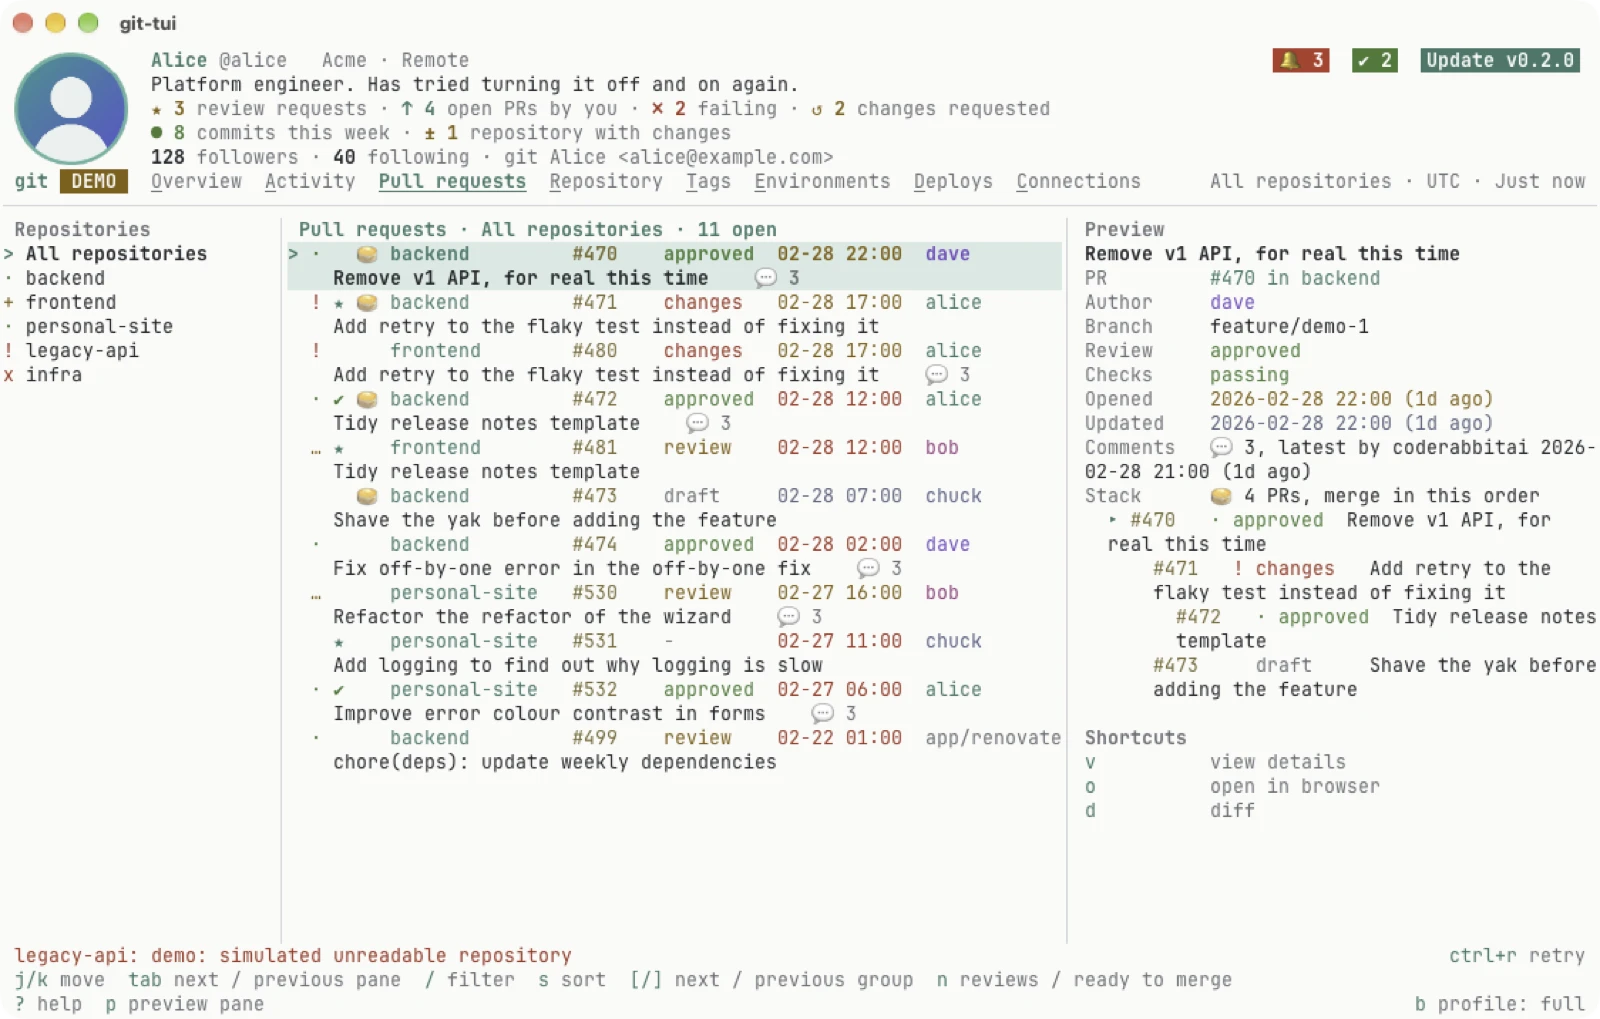 git-tui
Alice @alice   Acme · Remote
🔔 3   ✔ 2   Update v0.2.0
Platform engineer. Has tried turning it off and on again.
★ 3 review requests · ↑ 4 open PRs by you · × 2 failing · ↺ 2 changes requested
● 8 commits this week · ± 1 repository with changes
128 followers · 40 following · git Alice <alice@example.com>
git DEMO Overview Activity Pull requests Repository Tags Environments Deploys Connections   All repositories · UTC · Just now
Repositories
> All repositories
· backend
+ frontend
· personal-site
! legacy-api
x infra
Pull requests · All repositories · 11 open
> · 🥞 backend #470 approved 02-28 22:00 dave
Remove v1 API, for real this time 💬 3
! ★ 🥞 backend #471 changes 02-28 17:00 alice
Add retry to the flaky test instead of fixing it
! frontend #480 changes 02-28 17:00 alice
Add retry to the flaky test instead of fixing it 💬 3
· ✔ 🥞 backend #472 approved 02-28 12:00 alice
Tidy release notes template 💬 3
… ★ frontend #481 review 02-28 12:00 bob
Tidy release notes template
🥞 backend #473 draft 02-28 07:00 chuck
Shave the yak before adding the feature
· backend #474 approved 02-28 02:00 dave
Fix off-by-one error in the off-by-one fix 💬 3
… personal-site #530 review 02-27 16:00 bob
Refactor the refactor of the wizard 💬 3
★ personal-site #531 - 02-27 11:00 chuck
Add logging to find out why logging is slow
· ✔ personal-site #532 approved 02-27 06:00 alice
Improve error colour contrast in forms 💬 3
· backend #499 review 02-22 01:00 app/renovate
chore(deps): update weekly dependencies
Preview
Remove v1 API, for real this time
PR #470 in backend
Author dave
Branch feature/demo-1
Review approved
Checks passing
Opened 2026-02-28 22:00 (1d ago)
Updated 2026-02-28 22:00 (1d ago)
Comments 💬 3, latest by coderabbitai 2026-
02-28 21:00 (1d ago)
Stack 🥞 4 PRs, merge in this order
▸ #470 · approved Remove v1 API, for
real this time
#471 ! changes Add retry to the
flaky test instead of fixing it
#472 · approved Tidy release notes
template
#473 draft Shave the yak before
adding the feature
Shortcuts
v view details
o open in browser
d diff
legacy-api: demo: simulated unreadable repository   ctrl+r retry
j/k move  tab next / previous pane  / filter  s sort  [/] next / previous group  n reviews / ready to merge
? help  p preview pane   b profile: full